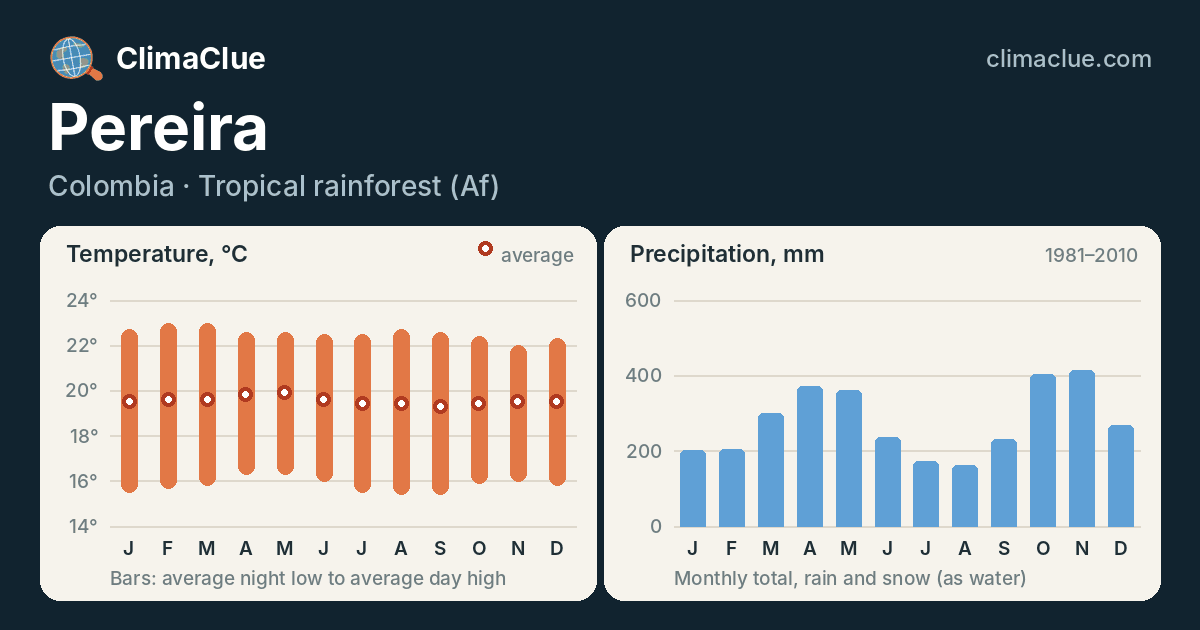 ClimaClue
climaclue.com
Pereira
Colombia · Tropical rainforest (Af)
Temperature, °C
average
24°
22°
20°
18°
16°
14°
J F M A M J J A S O N D
Bars: average night low to average day high
Precipitation, mm
1981–2010
600
400
200
0
J F M A M J J A S O N D
Monthly total, rain and snow (as water)